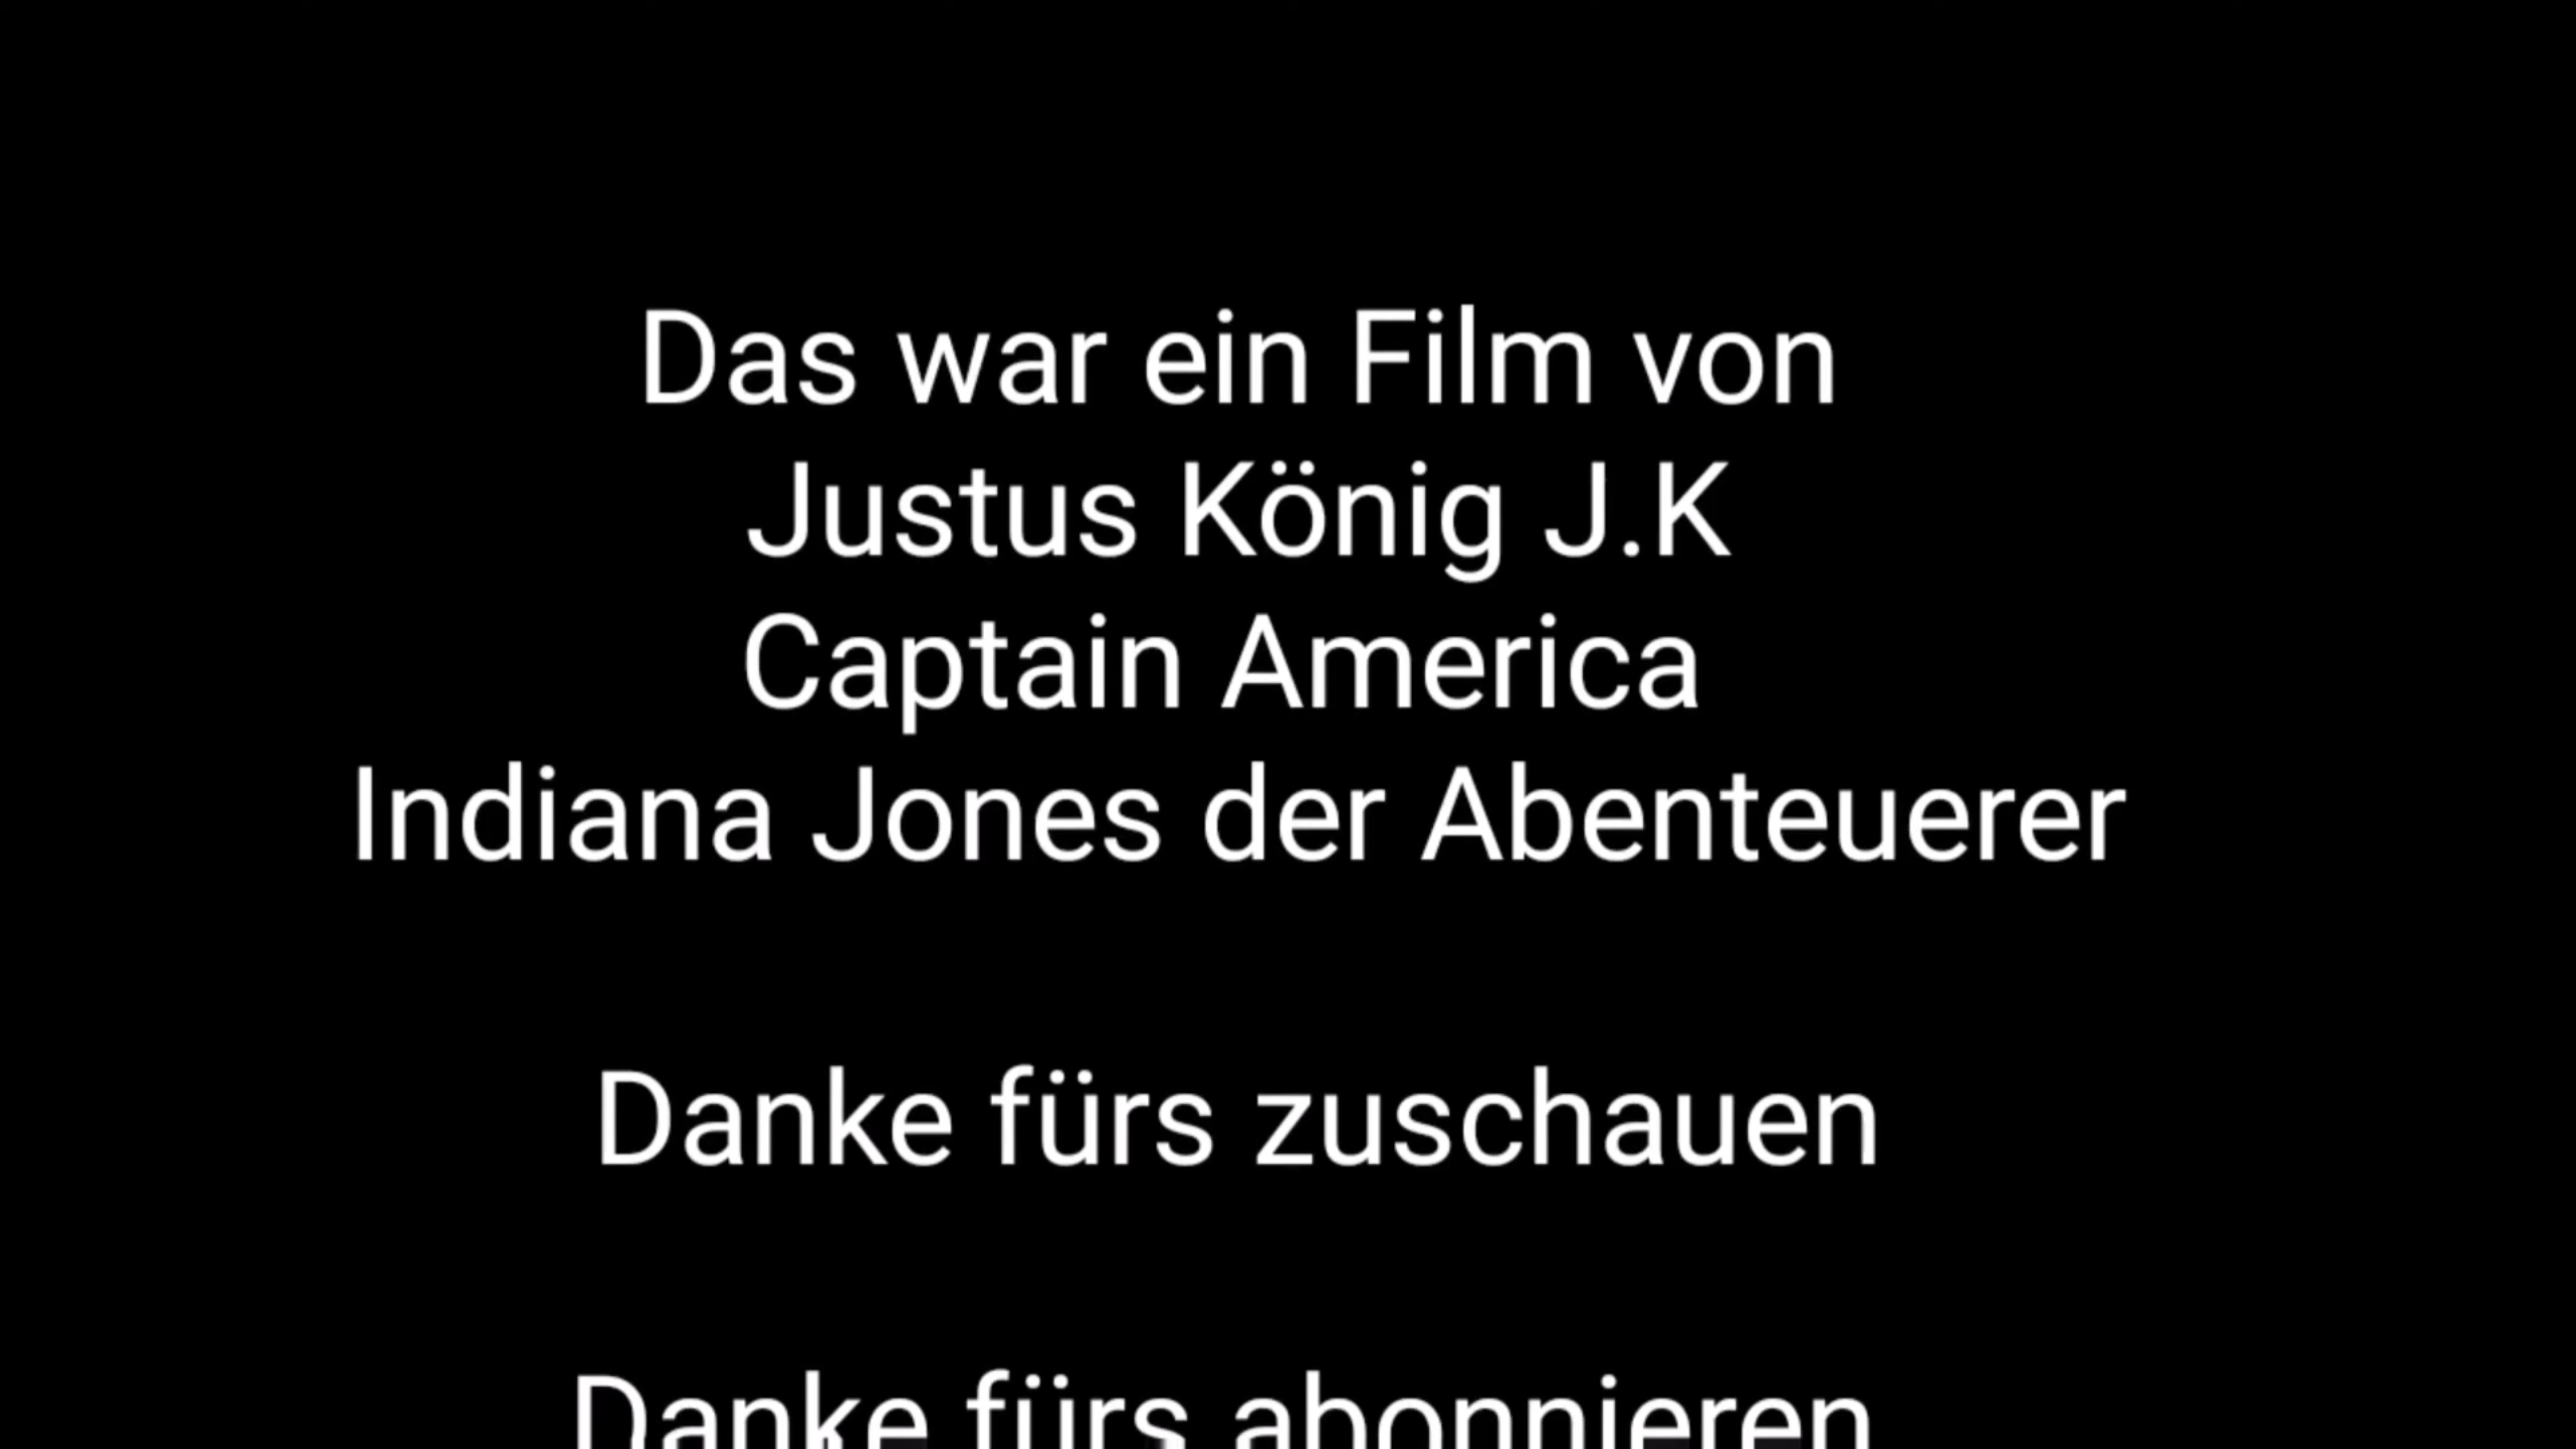 Das war ein Film von
Justus König J.K
Captain America
Indiana Jones der Abenteuerer
Danke fürs zuschauen
Danke fürs abonnieren